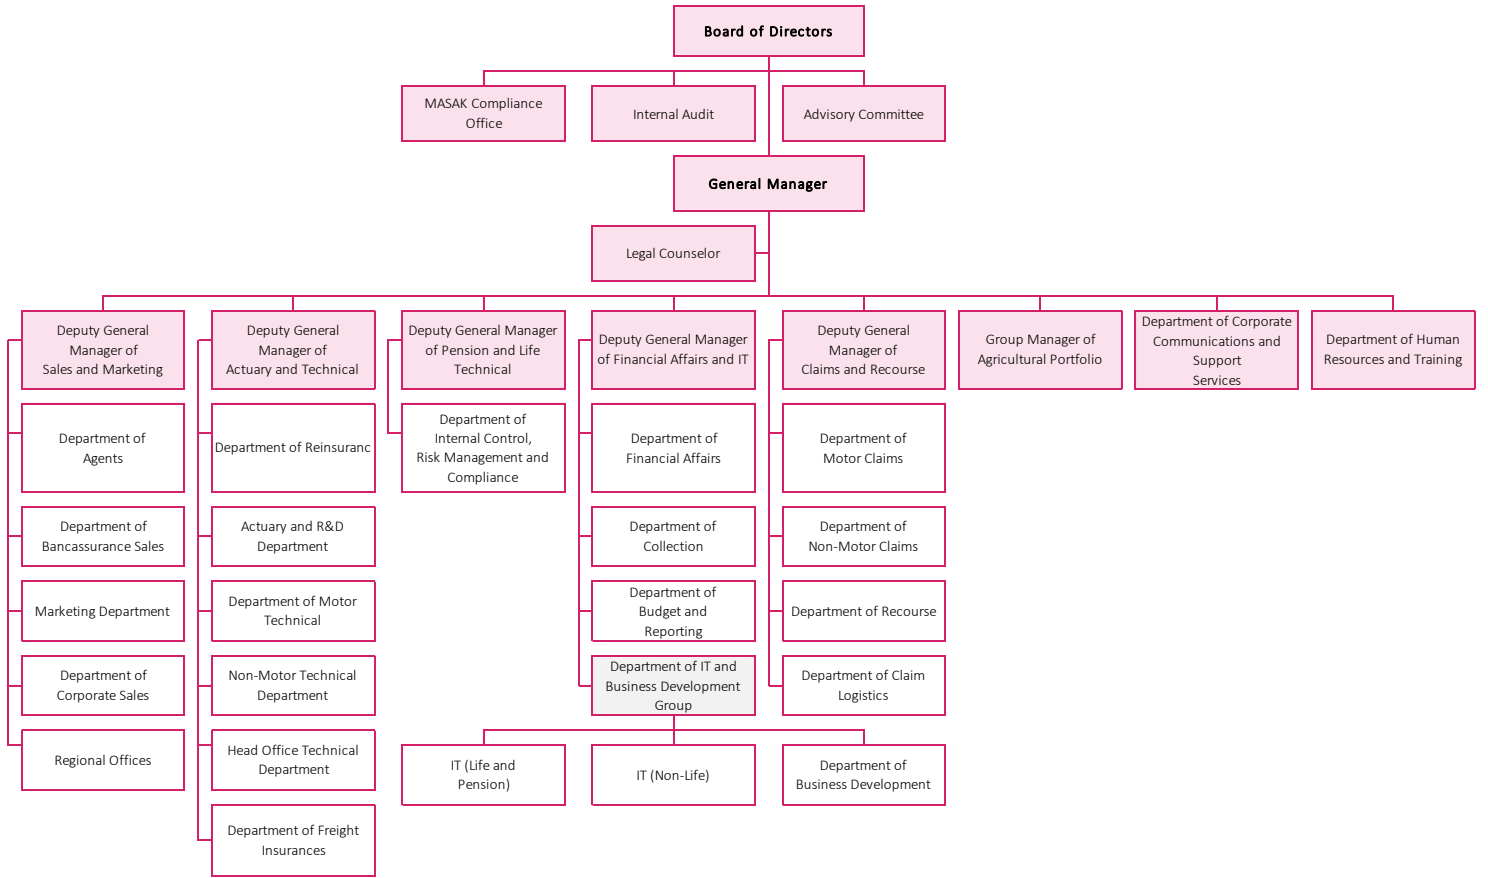 Board of Directors
MASAK Compliance
Office
Internal Audit
Advisory Committee
General Manager
Legal Counselor
Deputy General
Manager of
Sales and Marketing
Deputy General
Manager of
Actuary and Technical
Deputy General Manager
of Pension and Life
Technical
Deputy General Manager
of Financial Affairs and IT
Deputy General
Manager of
Claims and Recourse
Group Manager of
Agricultural Portfolio
Department of Corporate
Communications and
Support
Services
Department of Human
Resources and Training
Department of
Agents
Department of Reinsuranc
Department of
Internal Control,
Risk Management and
Compliance
Department of
Financial Affairs
Department of
Motor Claims
Department of
Bancassurance Sales
Actuary and R&D
Department
Department of
Collection
Department of
Non-Motor Claims
Marketing Department
Department of Motor
Technical
Department of
Budget and
Reporting
Department of Recourse
Department of
Corporate Sales
Non-Motor Technical
Department
Department of IT and
Business Development
Group
Department of Claim
Logistics
Regional Offices
Head Office Technical
Department
IT (Life and
Pension)
IT (Non-Life)
Department of
Business Development
Department of Freight
Insurances